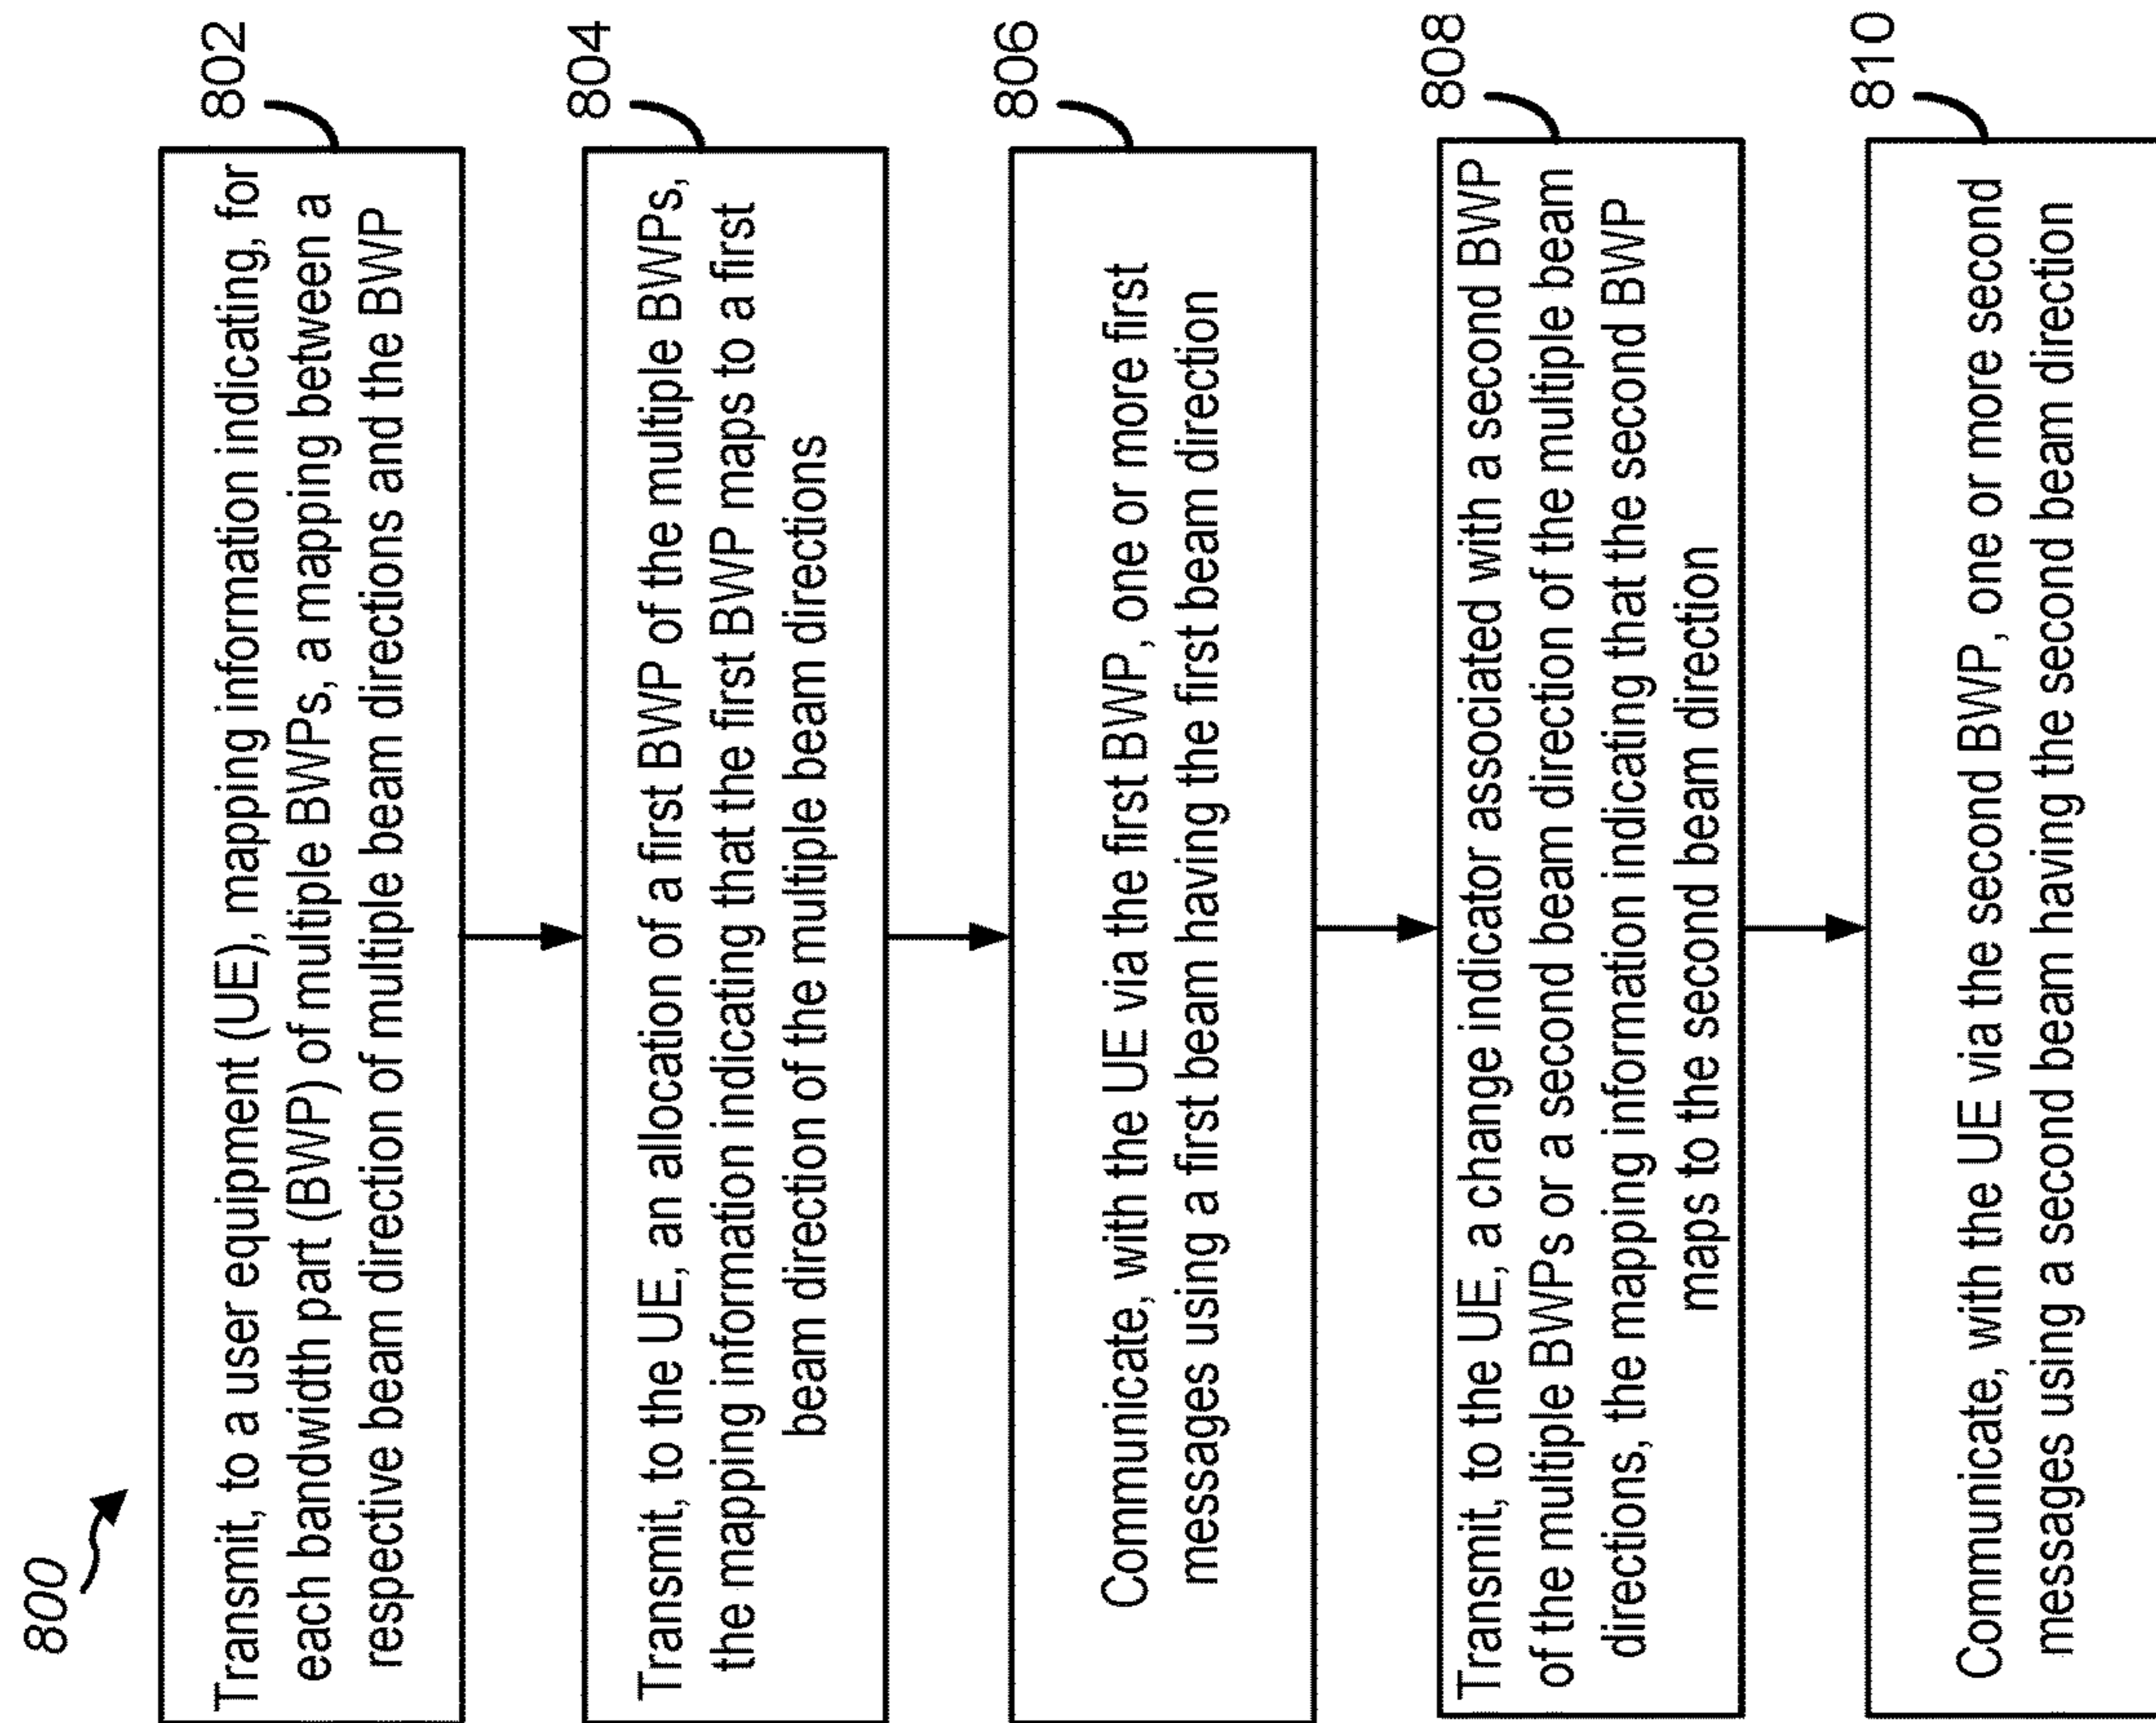 800
802
Transmit, to a user equipment (UE), mapping information indicating, for
each bandwidth part (BWP) of multiple BWPs, a mapping between a
respective beam direction of multiple beam directions and the BWP
804
Transmit, to the UE, an allocation of a first BWP of the multiple BWPs,
the mapping information indicating that the first BWP maps to a first
beam direction of the multiple beam directions
806
Communicate, with the UE via the first BWP, one or more first
messages using a first beam having the first beam direction
808
Transmit, to the UE, a change indicator associated with a second BWP
of the multiple BWPs or a second beam direction of the multiple beam
directions, the mapping information indicating that the second BWP
maps to the second beam direction
810
Communicate, with the UE via the second BWP, one or more second
messages using a second beam having the second beam direction